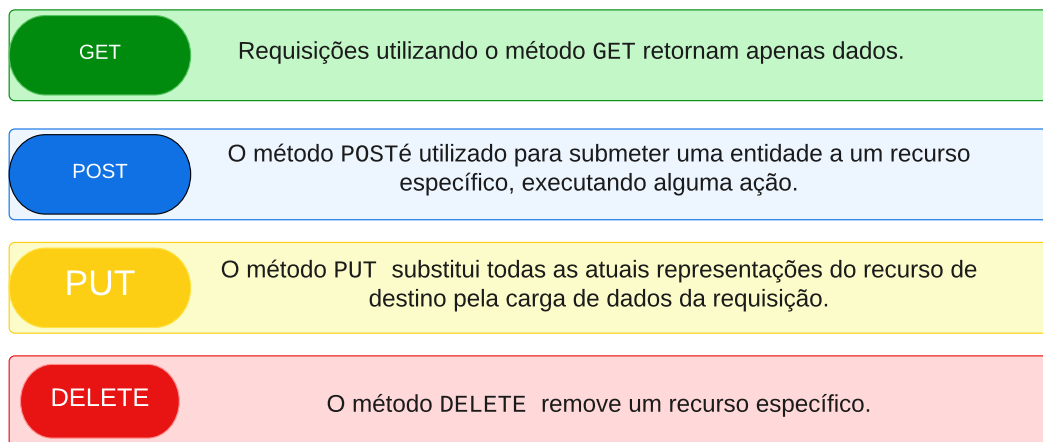 GET
Requisições utilizando o método GET retornam apenas dados.
POST
O método POSTé utilizado para submeter uma entidade a um recurso
específico, executando alguma ação.
PUT
O método PUT substitui todas as atuais representações do recurso de
destino pela carga de dados da requisição.
DELETE
O método DELETE remove um recurso específico.